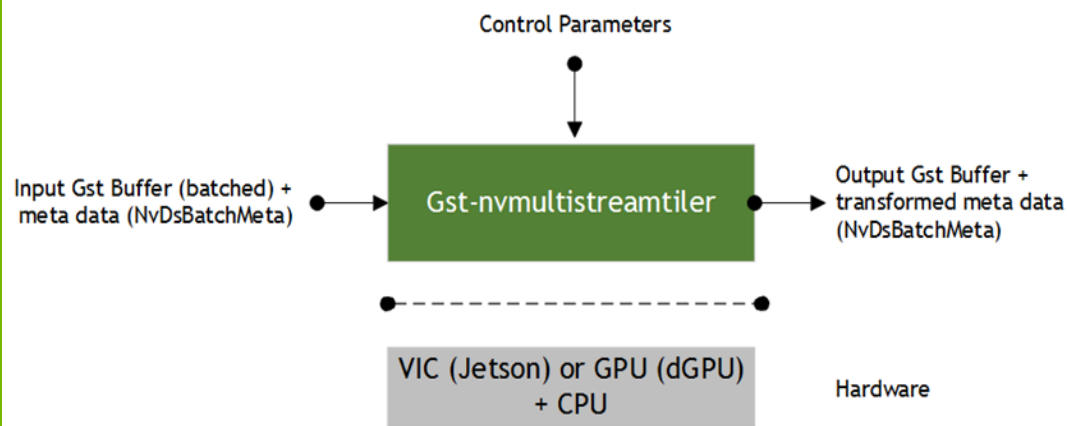 Control Parameters
Input Gst Buffer (batched) +
meta data (NvDsBatchMeta)
Gst-nvmultistreamtiler
Output Gst Buffer +
transformed meta data
(NvDsBatchMeta)
VIC (Jetson) or GPU (dGPU)
+ CPU
Hardware